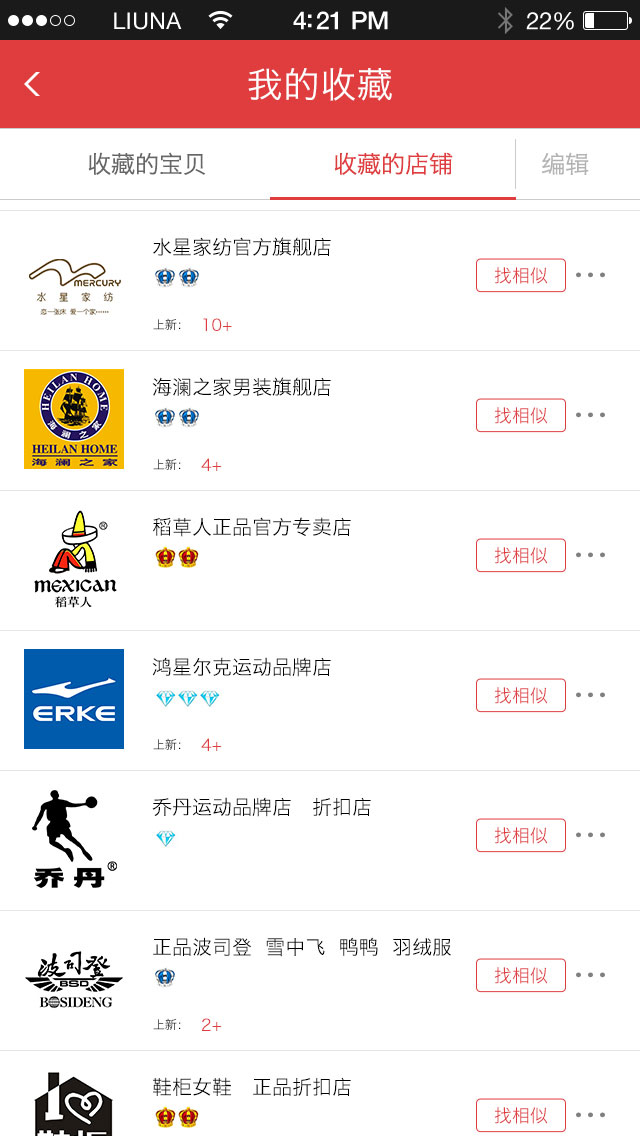 LIUNA 4:21 PM 22%
我的收藏
收藏的宝贝 收藏的店铺 编辑
水星家纺官方旗舰店
MERCURY
水星家纺
恋一张床 爱一个家······
找相似
上新: 10+
海澜之家男装旗舰店
HEILAN HOME
HEILAN HOME
海澜之家
海澜之家
找相似
上新: 4+
稻草人正品官方专卖店
MEXICAN
稻草人
找相似
鸿星尔克运动品牌店
ERKE
找相似
上新: 4+
乔丹运动品牌店 折扣店
乔丹®
找相似
正品波司登 雪中飞 鸭鸭 羽绒服
波司登
BSD
BOSIDENG
找相似
上新: 2+
鞋柜女鞋 正品折扣店
找相似